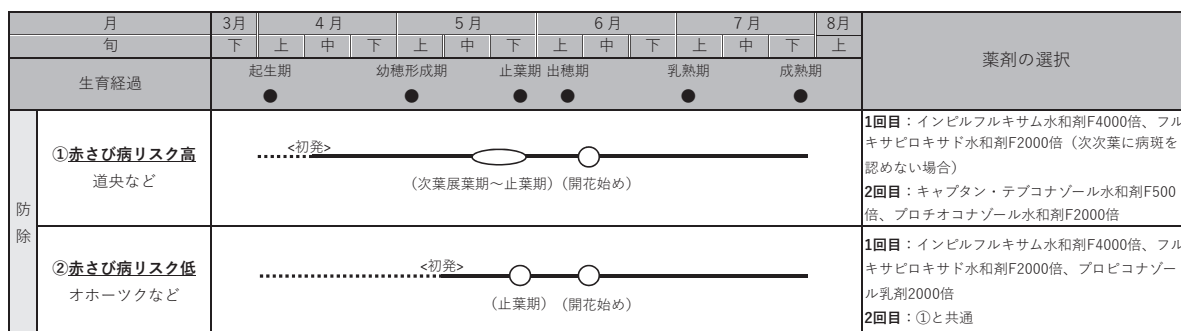 月 3月 4月 5月 6月 7月 8月
旬 下 上 中 下 上 中 下 上 中 下 上 中 下 上
薬剤の選択
生育経過
起生期 幼穂形成期 止葉期 出穂期 乳熟期 成熟期
防除
①赤さび病リスク高
道央など
<初発>
(次葉展葉期～止葉期) (開花始め)
1回目：インピルフルキサム水和剤F4000倍、フル
キサピロキサド水和剤F2000倍（次次葉に病斑を
認めない場合）
2回目：キャプタン・テブコナゾール水和剤F500
倍、プロチオコナゾール水和剤F2000倍
②赤さび病リスク低
オホーツクなど
<初発>
(止葉期) (開花始め)
1回目：インピルフルキサム水和剤F4000倍、フル
キサピロキサド水和剤F2000倍、プロピコナゾー
ル乳剤2000倍
2回目：①と共通